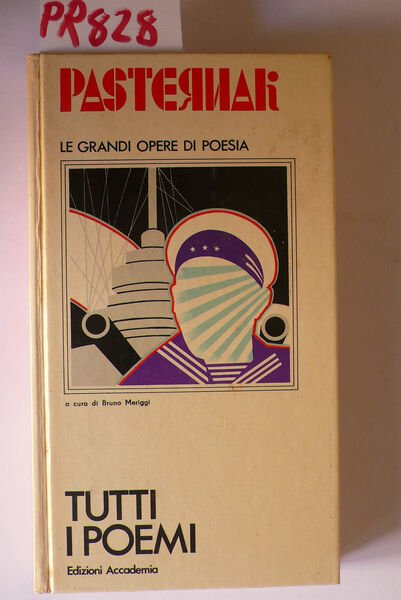 PR828
PASTERNAK
LE GRANDI OPERE DI POESIA
a cura di Bruno Meriggi
TUTTI
I POEMI
Edizioni Accademia